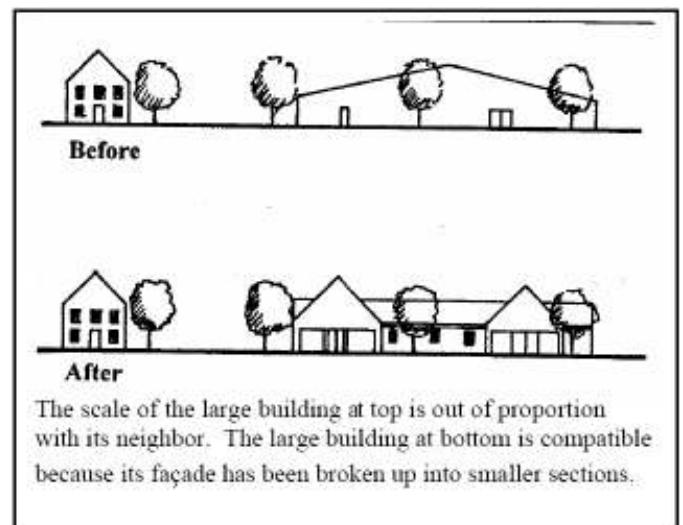 Before
After
The scale of the large building at top is out of proportion
with its neighbor.  The large building at bottom is compatible
because its façade has been broken up into smaller sections.